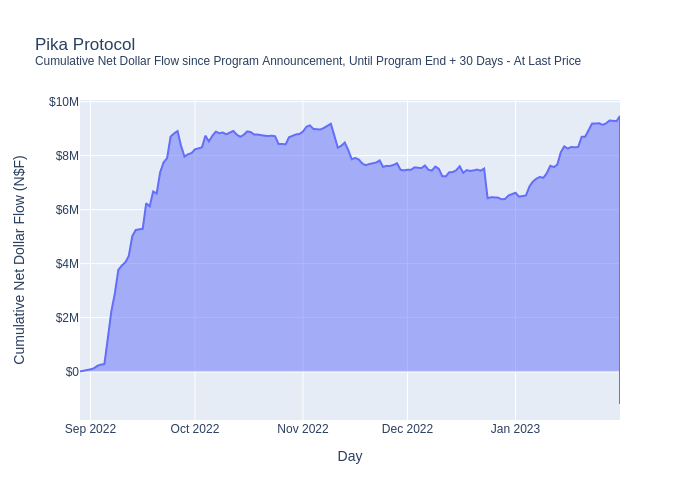 Pika Protocol
Cumulative Net Dollar Flow since Program Announcement, Until Program End + 30 Days - At Last Price
Cumulative Net Dollar Flow (N$F)
$10M
$8M
$6M
$4M
$2M
$0
Sep 2022
Oct 2022
Nov 2022
Dec 2022
Jan 2023
Day